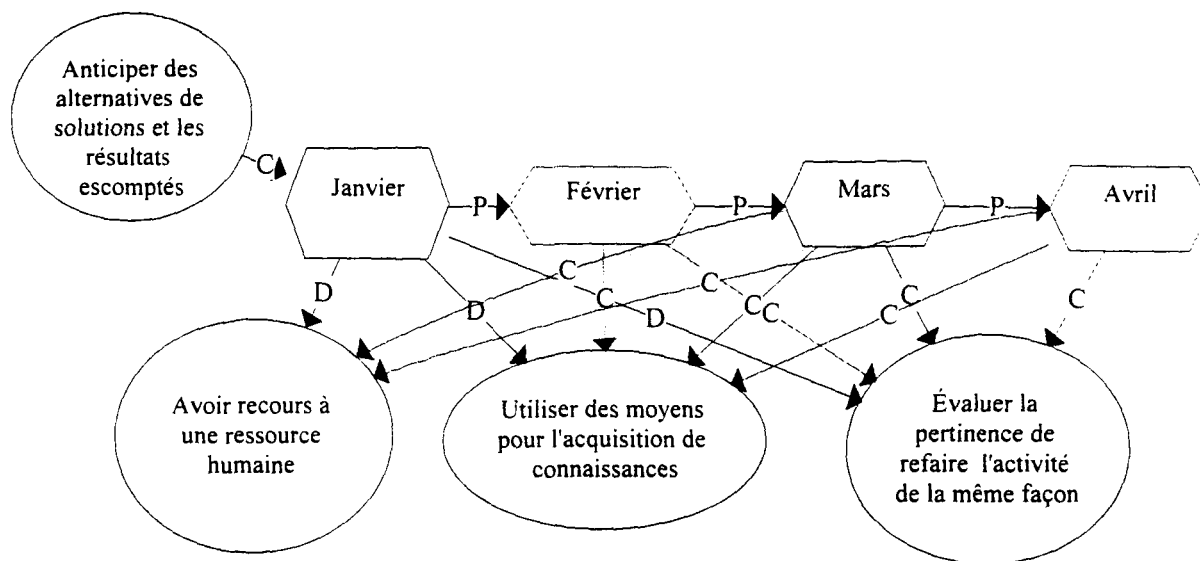 Anticiper des
alternatives de
solutions et les
résultats
escomptés
C
Janvier
P
Février
P
Mars
P
Avril
D
D
C
C
D
C
C
C
C
C
C
Avoir recours à
une ressource
humaine
Utiliser des moyens
pour l'acquisition de
connaissances
Évaluer la
pertinence de
refaire l'activité
de la même façon